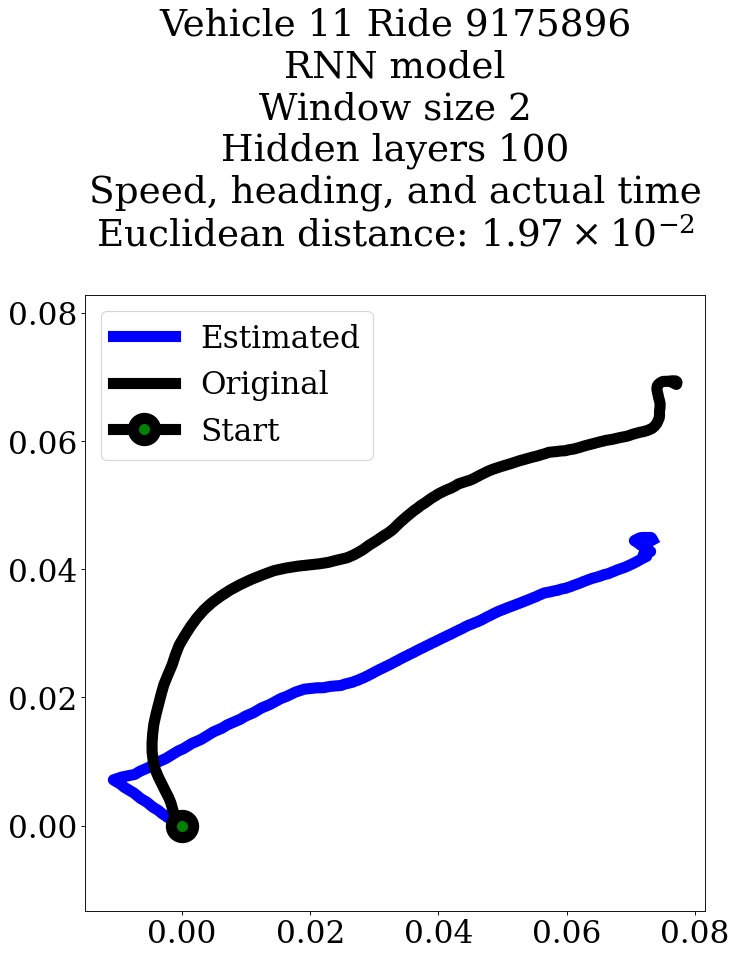 Vehicle 11 Ride 9175896
RNN model
Window size 2
Hidden layers 100
Speed, heading, and actual time
Euclidean distance: 1.97 × 10⁻²
0.08
0.06
0.04
0.02
0.00
Estimated
Original
Start
0.00 0.02 0.04 0.06 0.08